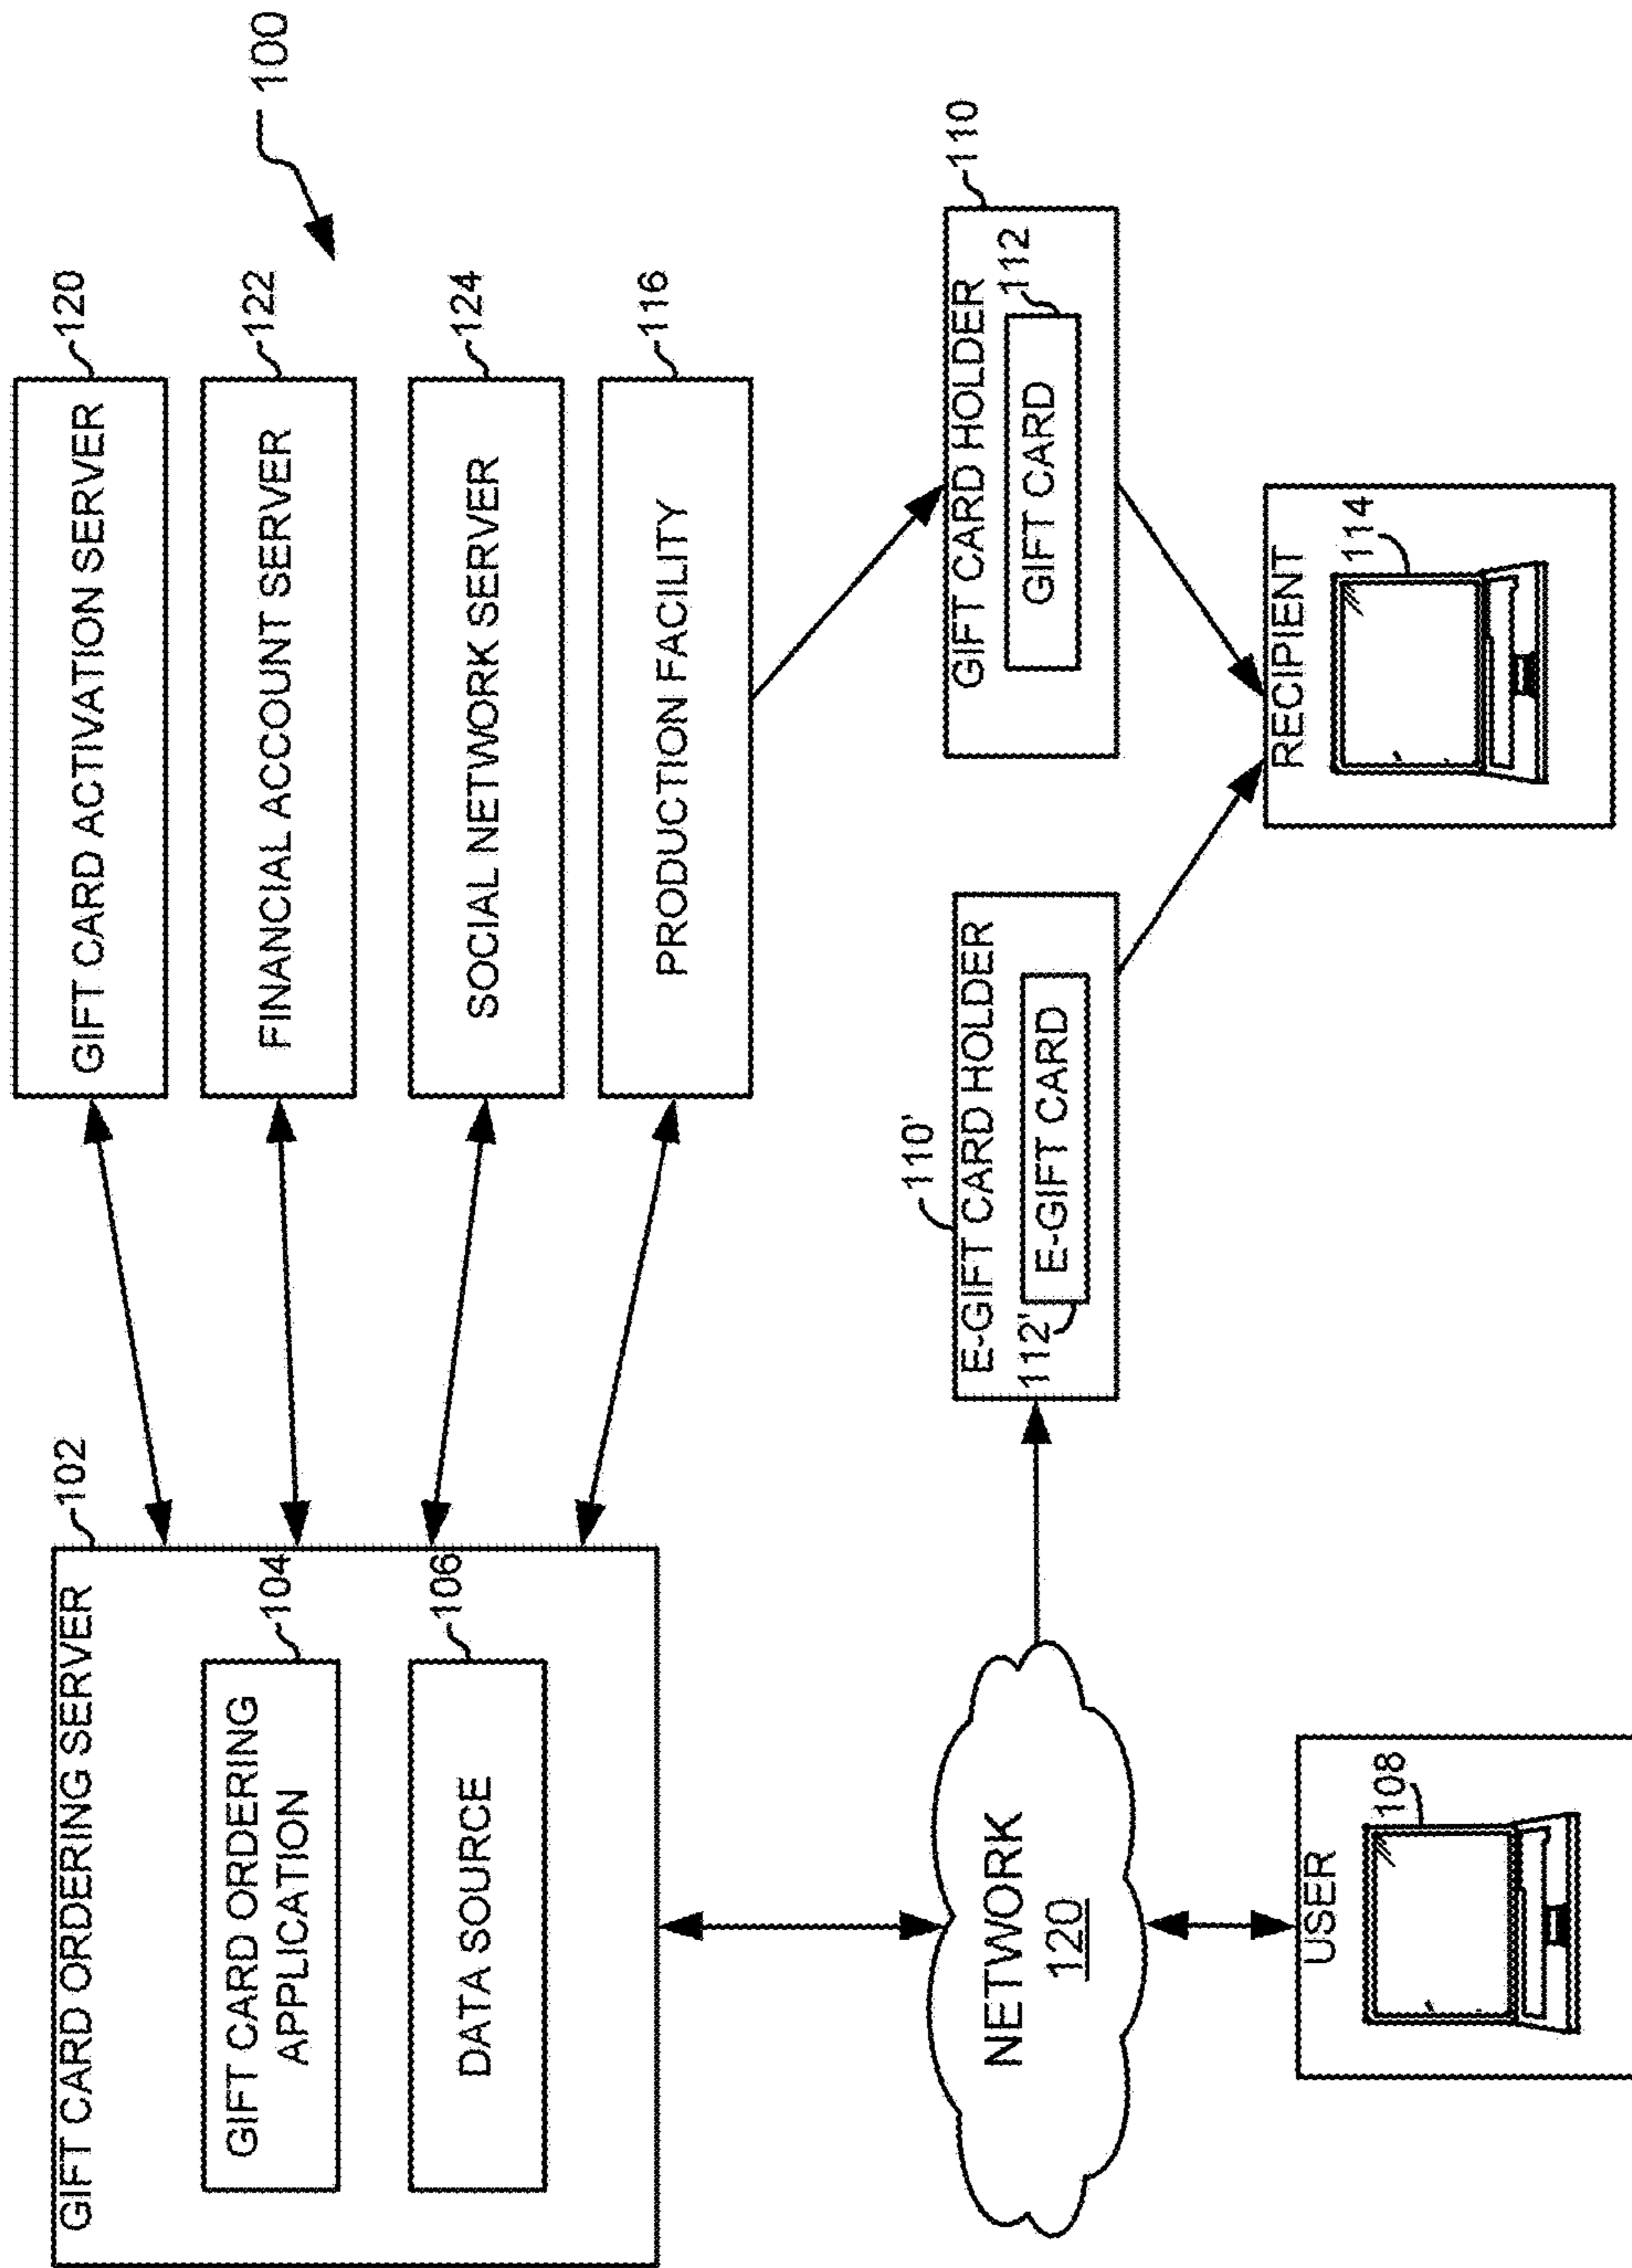 100
GIFT CARD ORDERING SERVER
102
GIFT CARD ORDERING
APPLICATION
104
DATA SOURCE
106
GIFT CARD ACTIVATION SERVER
120
FINANCIAL ACCOUNT SERVER
122
SOCIAL NETWORK SERVER
124
PRODUCTION FACILITY
116
NETWORK
120
E-GIFT CARD HOLDER
110'
112'
E-GIFT CARD
GIFT CARD HOLDER
110
GIFT CARD
112
USER
108
RECIPIENT
114